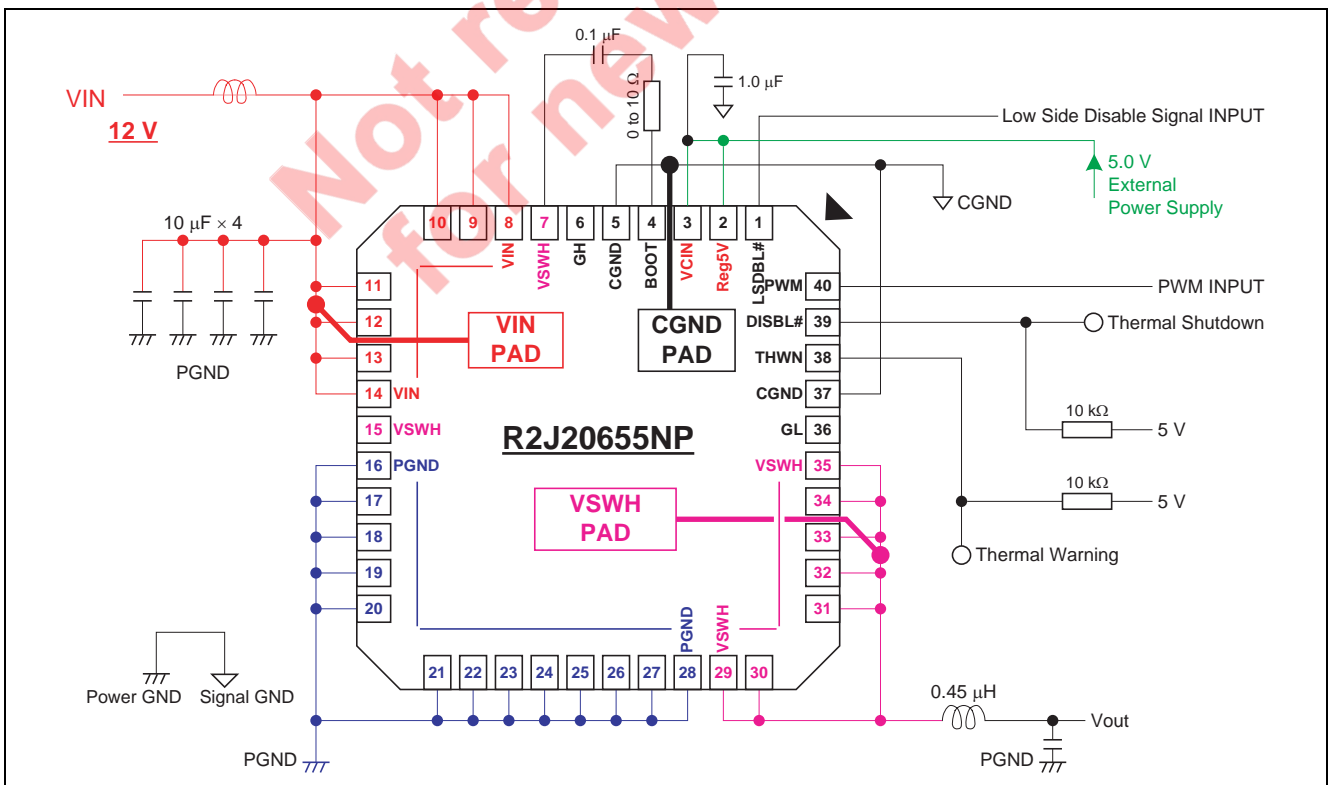 Not re
for new
0.1 μF
1.0 μF
0 to 10 Ω
VIN
12 V
Low Side Disable Signal INPUT
5.0 V
External
Power Supply
CGND
10 μF × 4
PGND
10
9
8
7
6
5
4
3
2
1
VIN
VSWH
GH
CGND
BOOT
VCIN
Reg5V
LSDBL#
11
12
13
14 VIN
15 VSWH
16 PGND
17
18
19
20
VIN
PAD
CGND
PAD
R2J20655NP
VSWH
PAD
PWM 40
PWM INPUT
DISBL# 39
Thermal Shutdown
THWN 38
CGND 37
GL 36
10 kΩ
5 V
VSWH 35
34
10 kΩ
5 V
33
Thermal Warning
32
31
PGND
VSWH
21
22
23
24
25
26
27
28
29
30
Power GND
Signal GND
PGND
0.45 μH
Vout
PGND